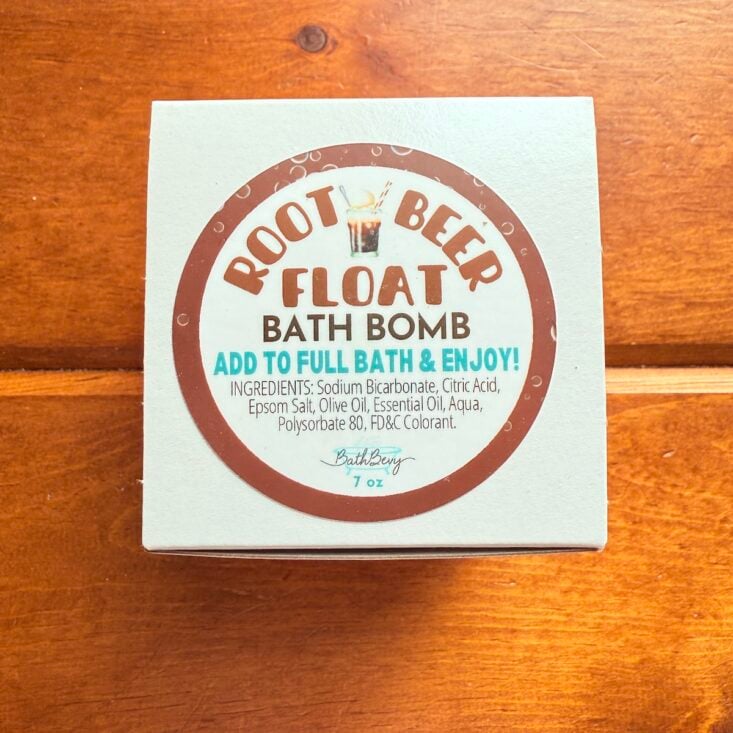 ROOT BEER
FLOAT
BATH BOMB
ADD TO FULL BATH & ENJOY!
INGREDIENTS: Sodium Bicarbonate, Citric Acid,
Epsom Salt, Olive Oil, Essential Oil, Aqua,
Polysorbate 80, FD&C Colorant.
BathBevy
7 oz